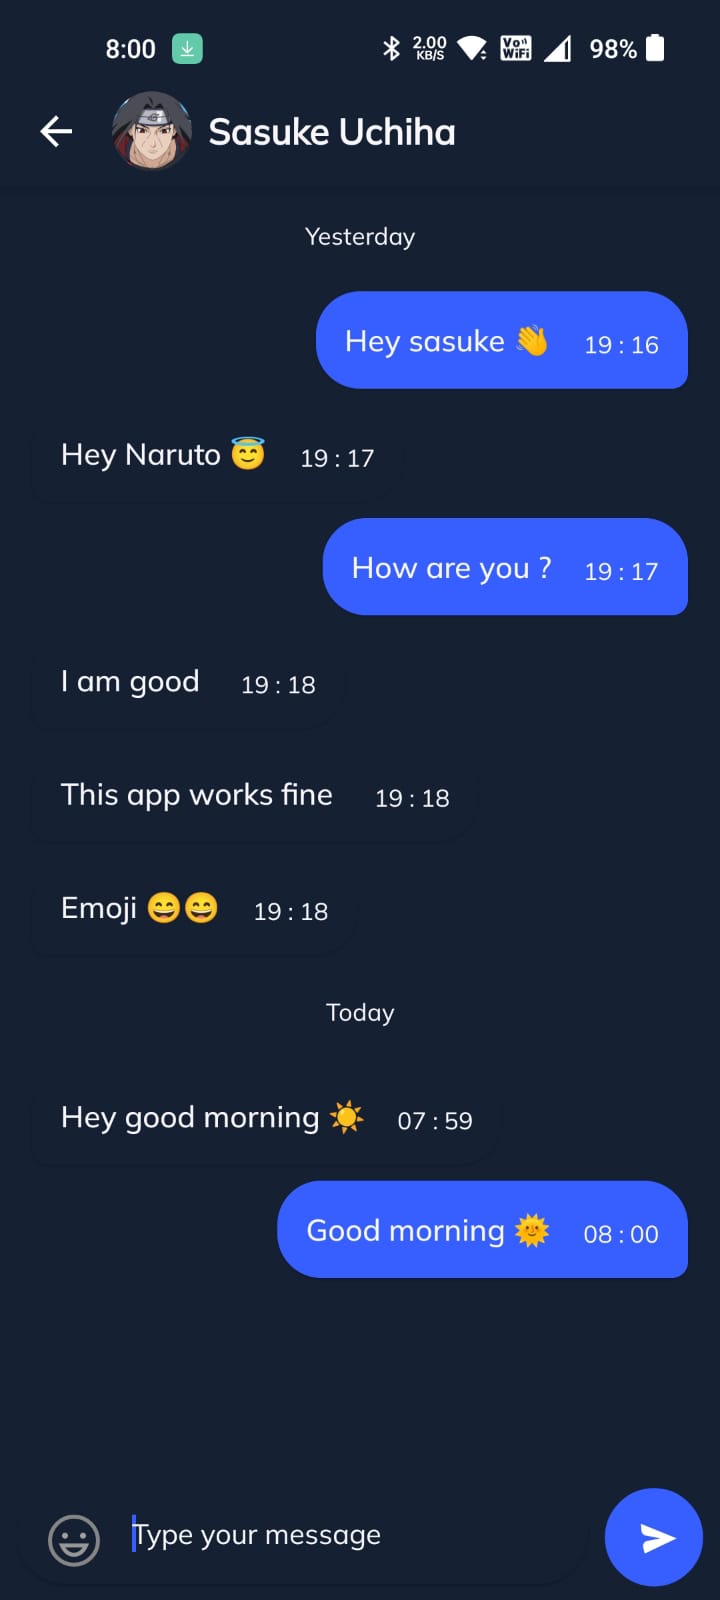 8:00 2.00 KB/S Vo WiFi 98%
Sasuke Uchiha
Yesterday
Hey sasuke 👋 19 : 16
Hey Naruto 😇 19 : 17
How are you ? 19 : 17
I am good 19 : 18
This app works fine 19 : 18
Emoji 😄😄 19 : 18
Today
Hey good morning ☀️ 07 : 59
Good morning 🌞 08 : 00
Type your message